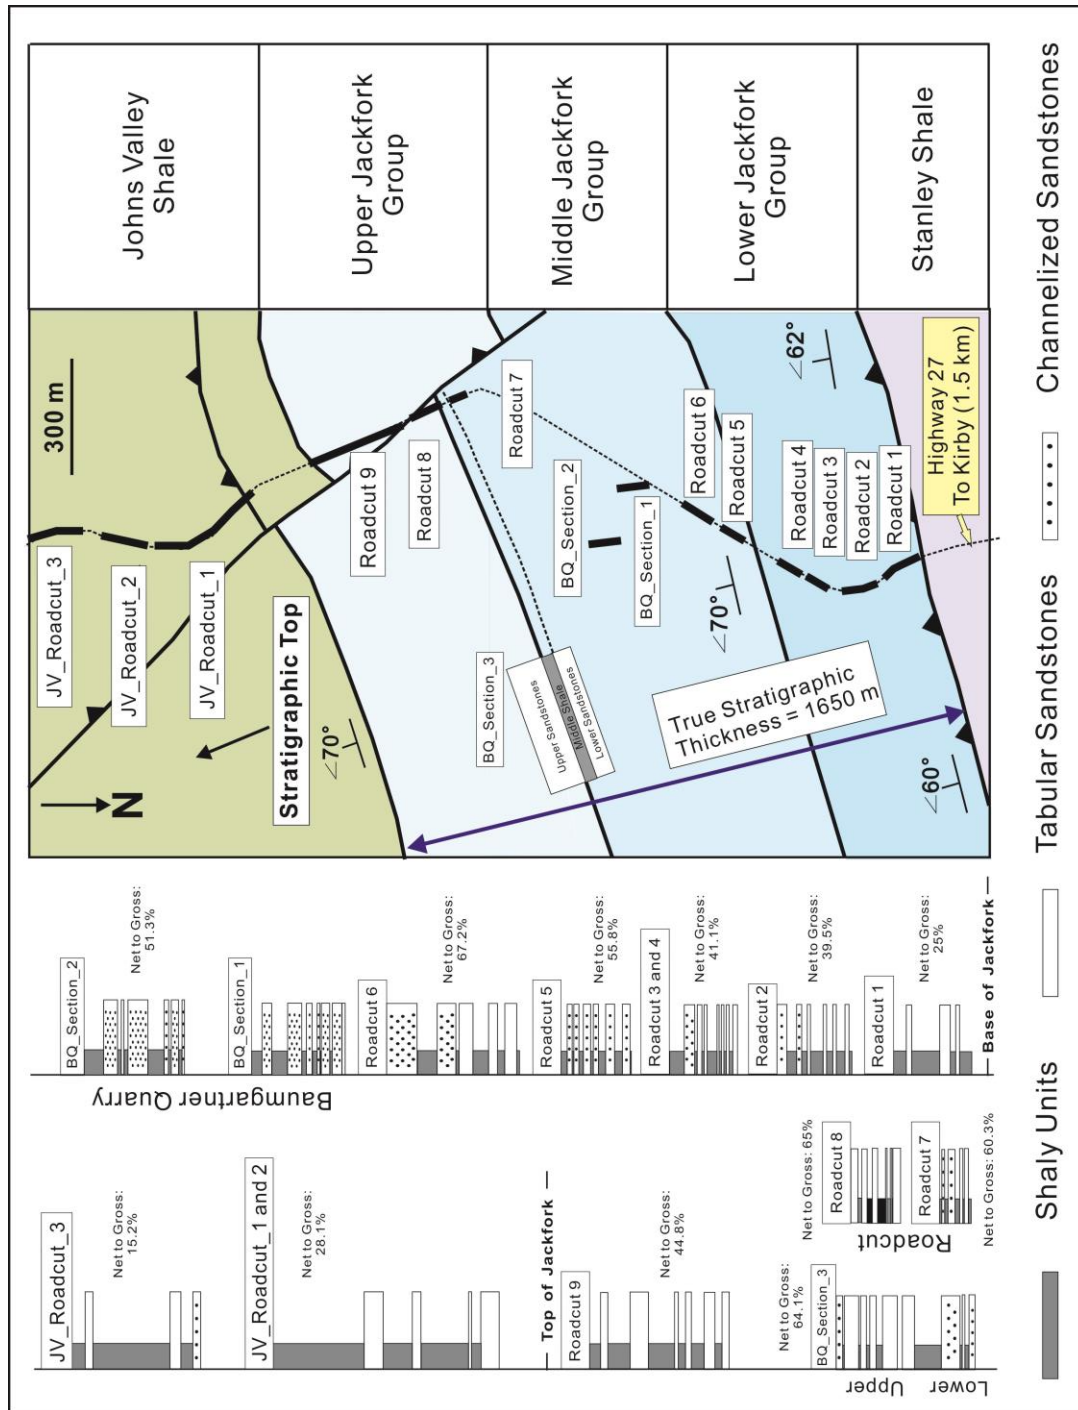 Johns Valley
Shale
Upper Jackfork
Group
Middle Jackfork
Group
Lower Jackfork
Group
Stanley Shale
300 m
N
JV_Roadcut_3
JV_Roadcut_2
JV_Roadcut_1
Stratigraphic Top
∠70°
Roadcut 9
Roadcut 8
Roadcut 7
BQ_Section_3
Upper Sandstones
Middle Shale
Lower Sandstones
BQ_Section_2
BQ_Section_1
Roadcut 6
Roadcut 5
∠70°
∠62°
Roadcut 4
Roadcut 3
Roadcut 2
Roadcut 1
True Stratigraphic
Thickness = 1650 m
∠60°
Highway 27
To Kirby (1.5 km)
BQ_Section_2
Net to Gross:
51.3%
BQ_Section_1
Baumgartner Quarry
Roadcut 6
Net to Gross:
67.2%
Roadcut 5
Net to Gross:
55.8%
Roadcut 3 and 4
Net to Gross:
41.1%
Roadcut 2
Net to Gross:
39.5%
Roadcut 1
Net to Gross:
25%
Base of Jackfork
JV_Roadcut_3
Net to Gross:
15.2%
JV_Roadcut_1 and 2
Net to Gross:
28.1%
Top of Jackfork
Roadcut 9
Net to Gross:
44.8%
Net to Gross: 65%
Roadcut 8
Roadcut 7
Roadcut
Net to Gross: 60.3%
Net to Gross:
64.1%
BQ_Section_3
Upper
Lower
Shaly Units
Tabular Sandstones
Channelized Sandstones